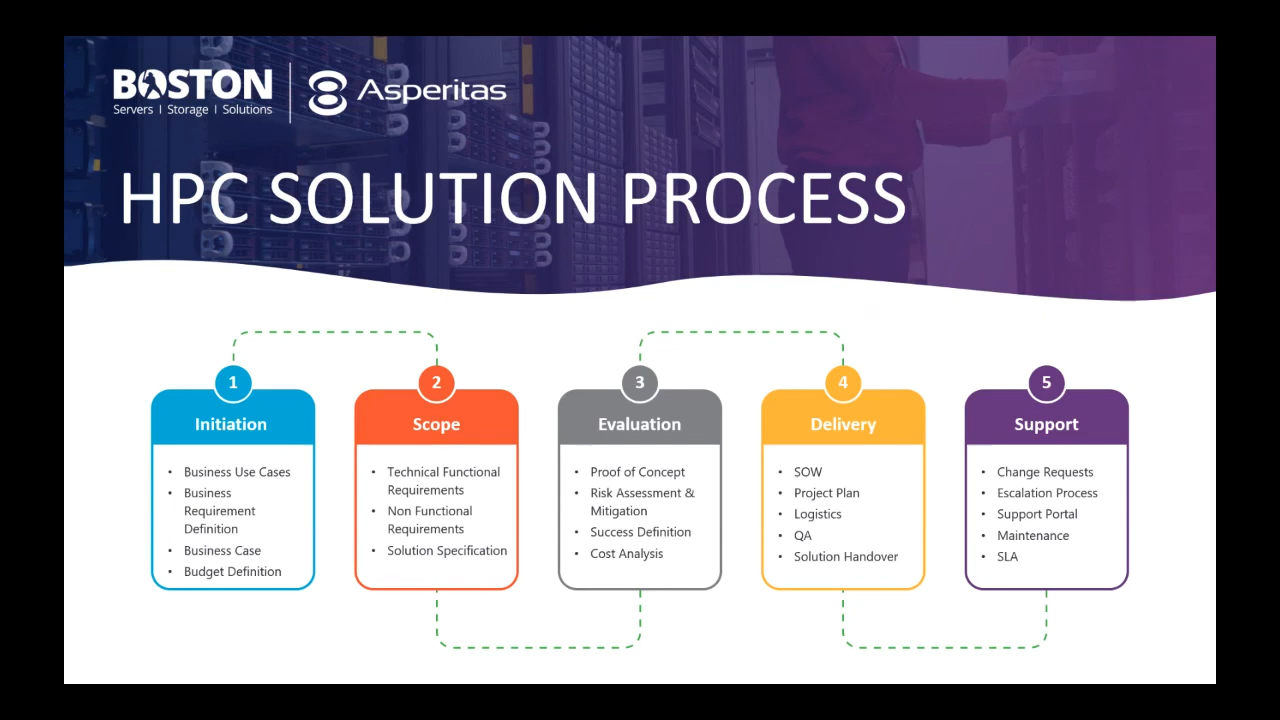 BOSTON
Servers | Storage | Solutions
Asperitas
HPC SOLUTION PROCESS
1
Initiation
• Business Use Cases
• Business
Requirement
Definition
• Business Case
• Budget Definition
2
Scope
• Technical Functional
Requirements
• Non Functional
Requirements
• Solution Specification
3
Evaluation
• Proof of Concept
• Risk Assessment &
Mitigation
• Success Definition
• Cost Analysis
4
Delivery
• SOW
• Project Plan
• Logistics
• QA
• Solution Handover
5
Support
• Change Requests
• Escalation Process
• Support Portal
• Maintenance
• SLA